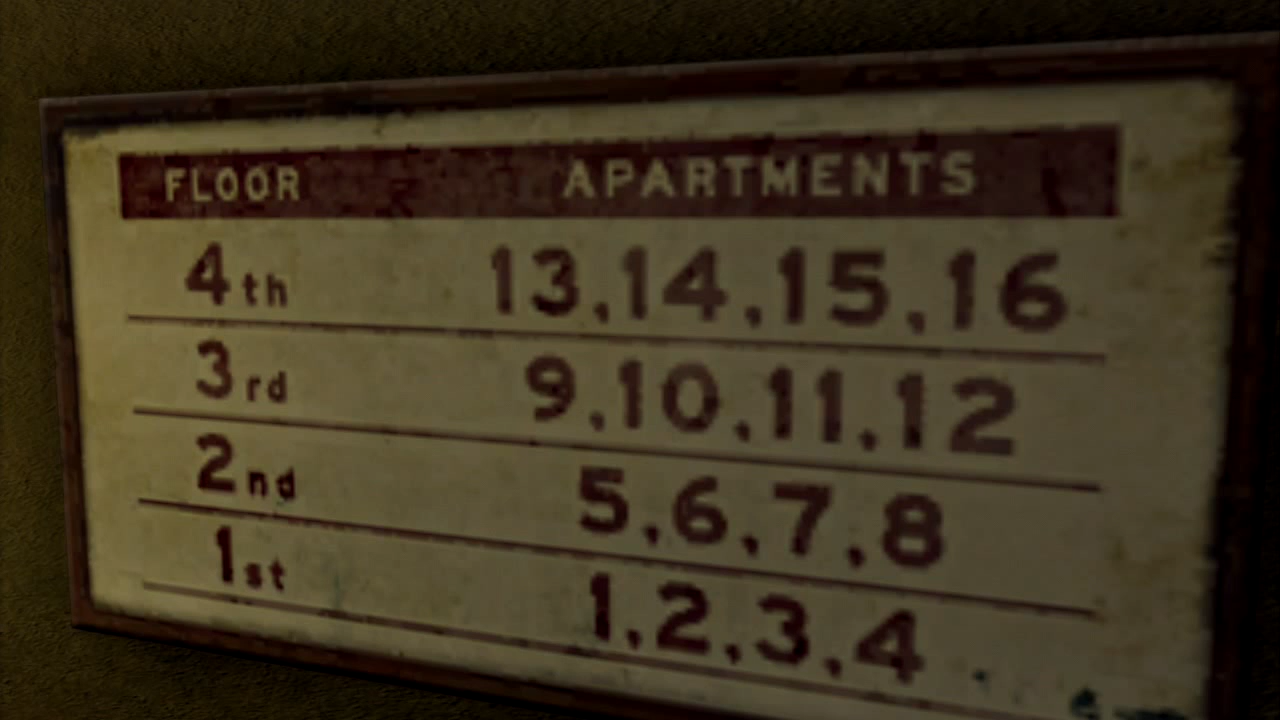 FLOOR APARTMENTS
4th 13,14,15,16
3rd 9,10,11,12
2nd 5,6,7,8
1st 1,2,3,4